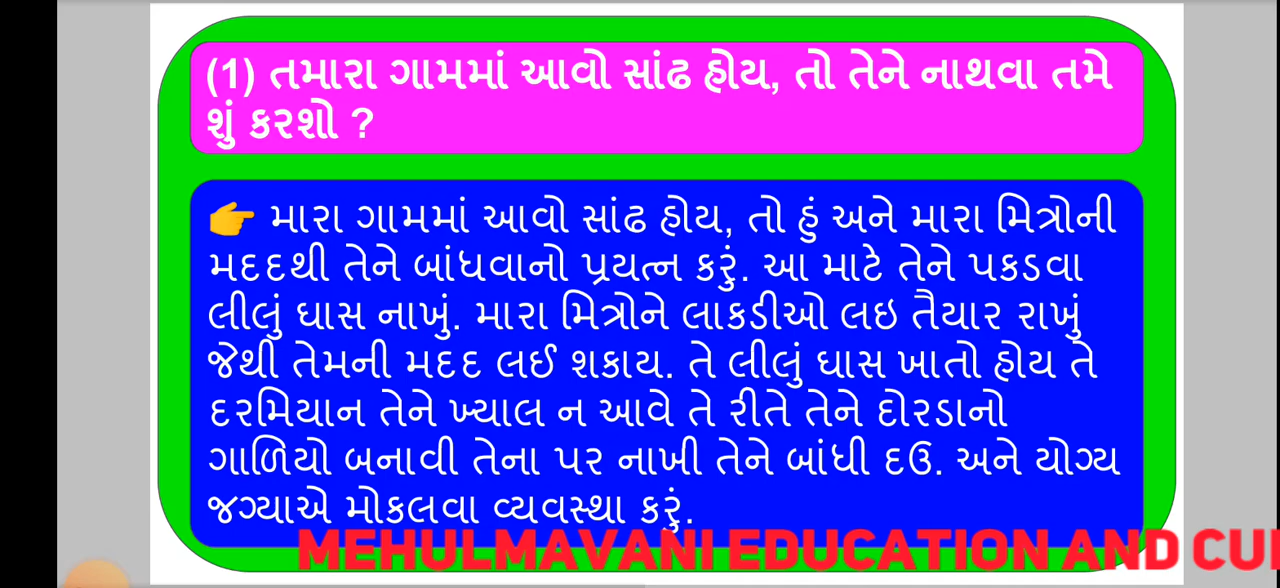 (1) તમારા ગામમાં આવો સાંઢ હોય, તો તેને નાથવા તમે
શું કરશો ?
👉 મારા ગામમાં આવો સાંઢ હોય, તો હું અને મારા મિત્રોની
મદદથી તેને બાંધવાનો પ્રયત્ન કરું. આ માટે તેને પકડવા
લીલું ઘાસ નાખું. મારા મિત્રોને લાકડીઓ લઇ તૈયાર રાખું
જેથી તેમની મદદ લઈ શકાય. તે લીલું ઘાસ ખાતો હોય તે
દરમિયાન તેને ખ્યાલ ન આવે તે રીતે તેને દોરડાનો
ગાળિયો બનાવી તેના પર નાખી તેને બાંધી દઉ. અને યોગ્ય
જગ્યાએ મોકલવા વ્યવસ્થા કરું.
MEHULMAVANI EDUCATION AND